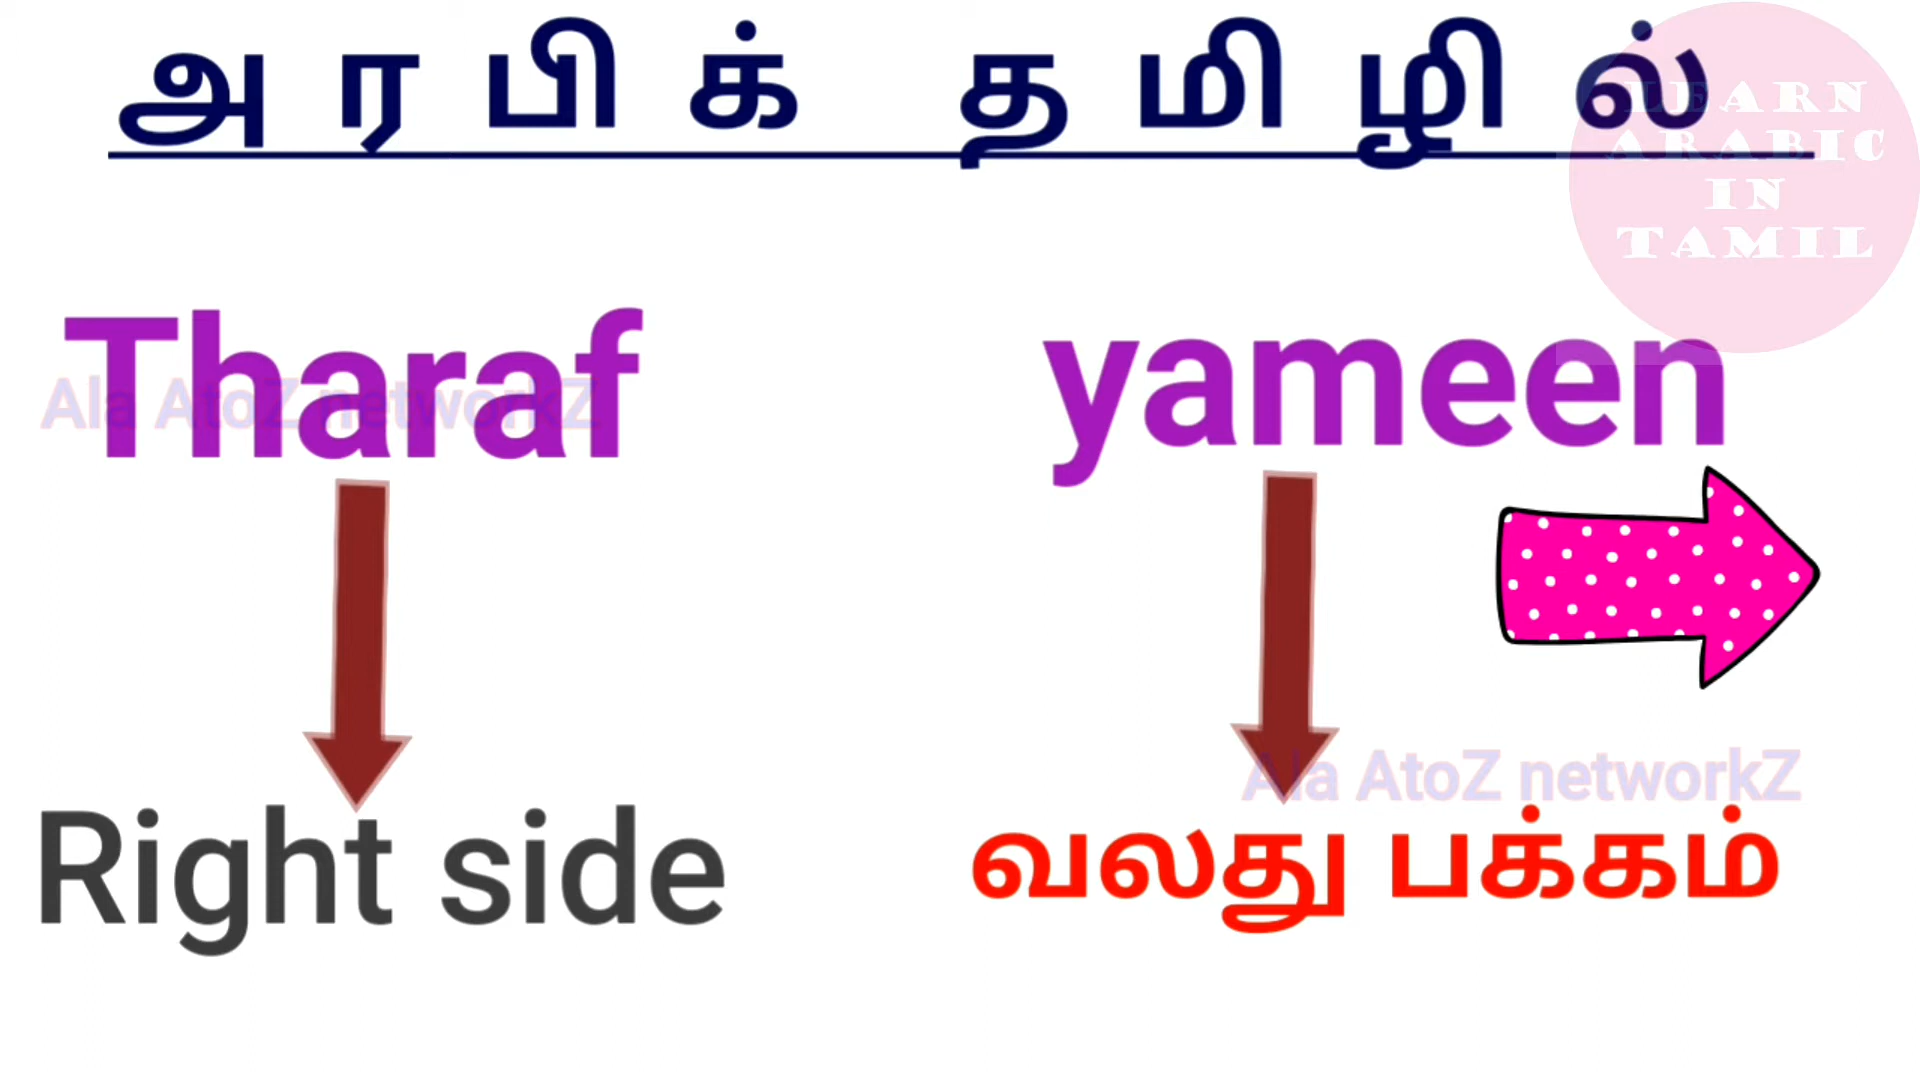 அ ர பி க் த மி ழி ல்
LEARN
ARABIC
IN
TAMIL
Tharaf yameen
Ala AtoZ networkZ
Ala AtoZ networkZ
Right side வலது பக்கம்